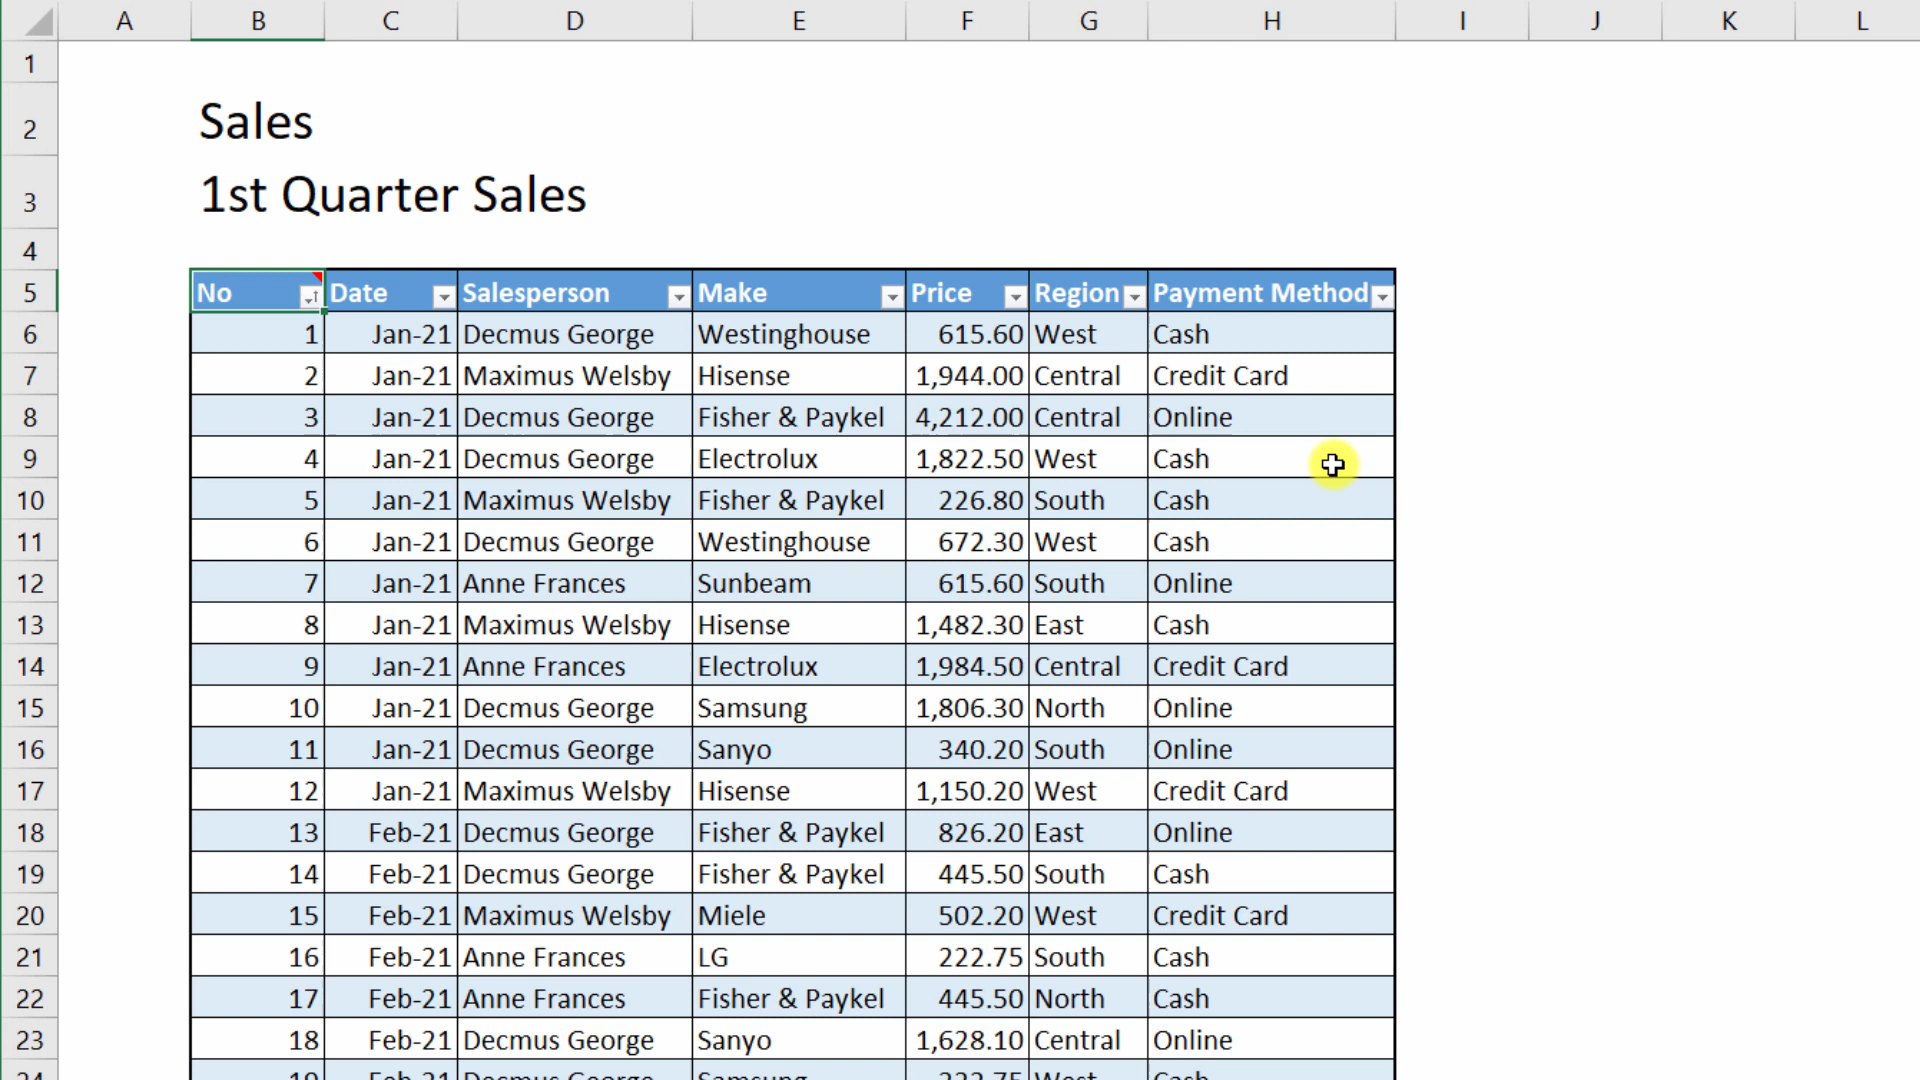 A B C D E F G H I J K L
1
2 Sales
3 1st Quarter Sales
4
5 No Date Salesperson Make Price Region Payment Method
6 1 Jan-21 Decmus George Westinghouse 615.60 West Cash
7 2 Jan-21 Maximus Welsby Hisense 1,944.00 Central Credit Card
8 3 Jan-21 Decmus George Fisher & Paykel 4,212.00 Central Online
9 4 Jan-21 Decmus George Electrolux 1,822.50 West Cash
10 5 Jan-21 Maximus Welsby Fisher & Paykel 226.80 South Cash
11 6 Jan-21 Decmus George Westinghouse 672.30 West Cash
12 7 Jan-21 Anne Frances Sunbeam 615.60 South Online
13 8 Jan-21 Maximus Welsby Hisense 1,482.30 East Cash
14 9 Jan-21 Anne Frances Electrolux 1,984.50 Central Credit Card
15 10 Jan-21 Decmus George Samsung 1,806.30 North Online
16 11 Jan-21 Decmus George Sanyo 340.20 South Online
17 12 Jan-21 Maximus Welsby Hisense 1,150.20 West Credit Card
18 13 Feb-21 Decmus George Fisher & Paykel 826.20 East Online
19 14 Feb-21 Decmus George Fisher & Paykel 445.50 South Cash
20 15 Feb-21 Maximus Welsby Miele 502.20 West Credit Card
21 16 Feb-21 Anne Frances LG 222.75 South Cash
22 17 Feb-21 Anne Frances Fisher & Paykel 445.50 North Cash
23 18 Feb-21 Decmus George Sanyo 1,628.10 Central Online